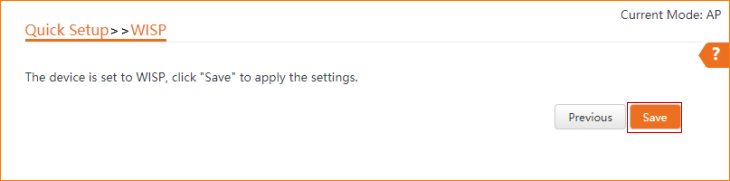 Current Mode: AP
Quick Setup>>WISP
?
The device is set to WISP, click "Save" to apply the settings.
Previous Save